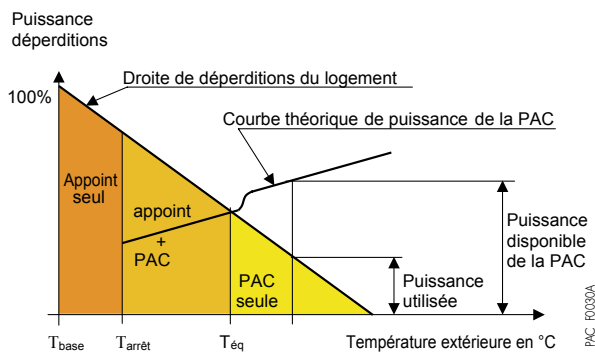 Puissance
déperditions
Droite de déperditions du logement
100%
Courbe théorique de puissance de la PAC
Appoint
seul
appoint
+
PAC
PAC
seule
Puissance
utilisée
Puissance
disponible
de la PAC
Tbase
Tarrêt
Téq
Température extérieure en °C
PAC F0030A